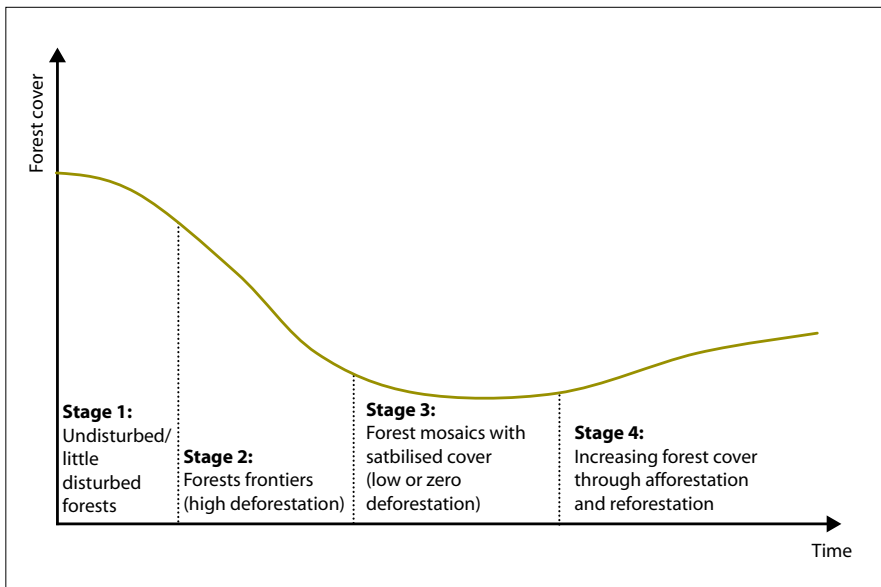 Forest cover
Stage 1:
Undisturbed/
little
disturbed
forests
Stage 2:
Forests frontiers
(high deforestation)
Stage 3:
Forest mosaics with
satbilised cover
(low or zero
deforestation)
Stage 4:
Increasing forest cover
through afforestation
and reforestation
Time